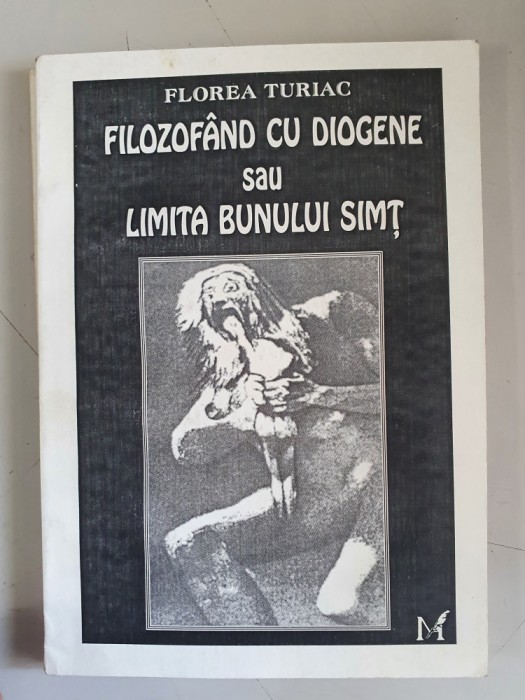 FLOREA TURIAC
FILOZOFÂND CU DIOGENE
sau
LIMITA BUNULUI SIMȚ
M